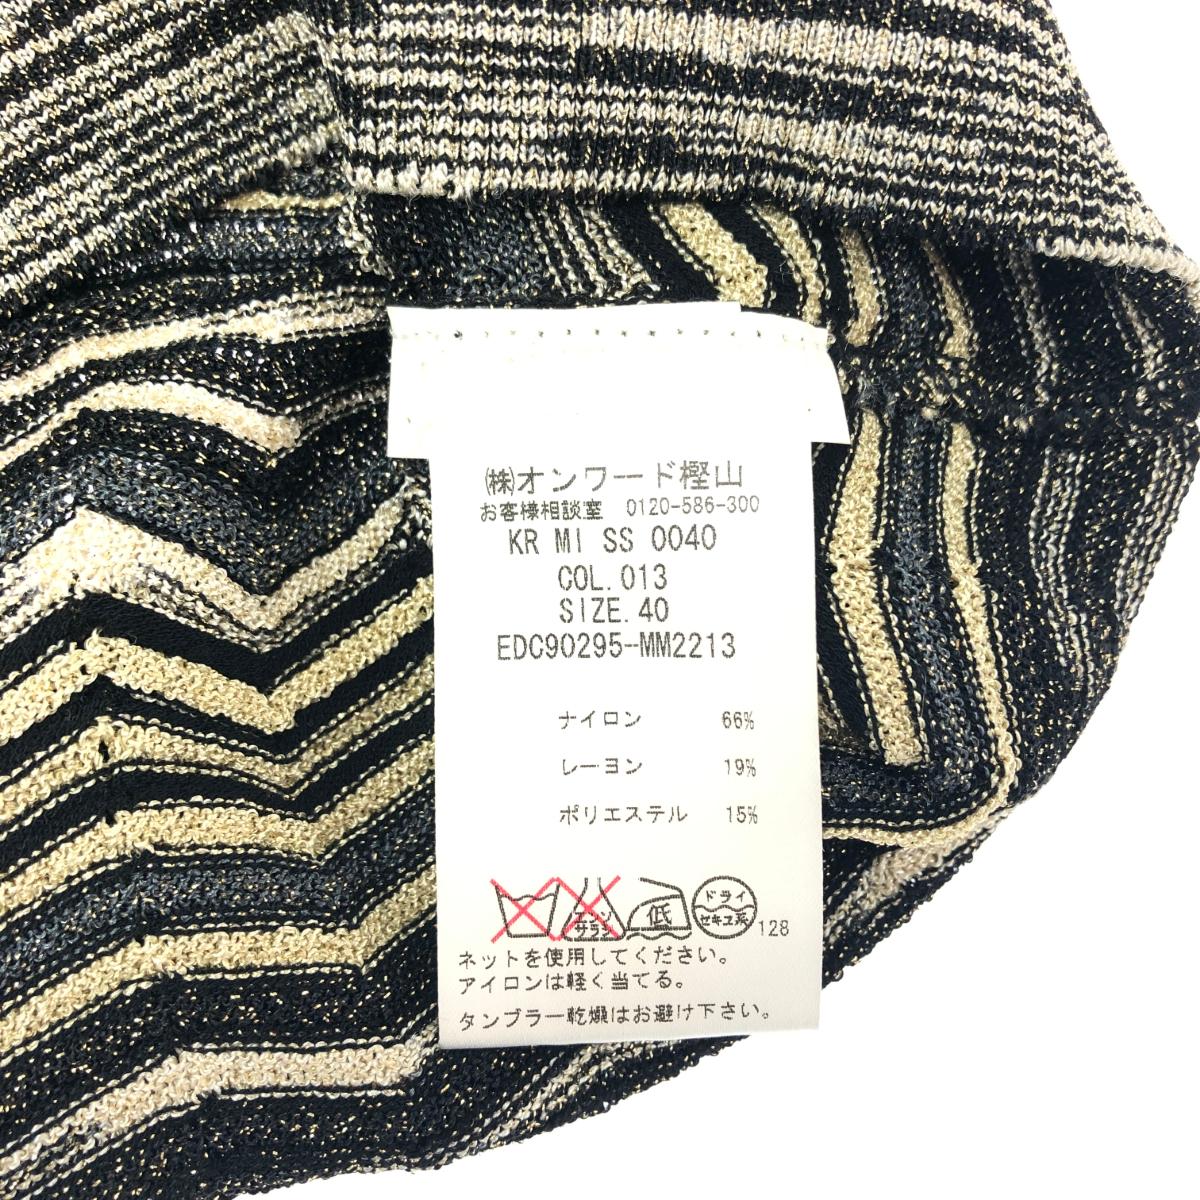 ㈱オンワード樫山
お客様相談室 0120-586-300
KR MI SS 0040
COL.013
SIZE.40
EDC90295-MM2213
ナイロン 66%
レーヨン 19%
ポリエステル 15%
エンソ
サラシ
低
ドライ
セキユ系
128
ネットを使用してください。
アイロンは軽く当てる。
タンブラー乾燥はお避け下さい。